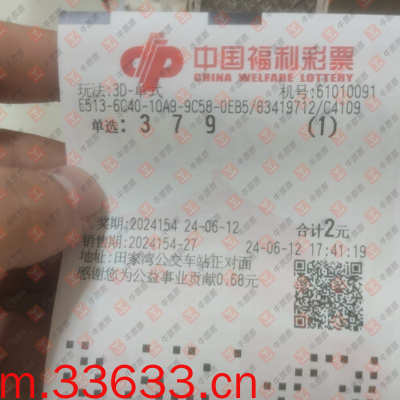 中国福利彩票
CHINA WELFARE LOTTERY
玩法:3D-单式 机号:61010091
E513-6C40-10A9-9C58-0EB5/83419712/C4109
单选: 3 7 9 (1)
奖期:2024154 24-06-12 合计2元
销售期:2024154-27 24-06-12 17:41:19
地址:田家湾公交车站正对面
感谢您为公益事业贡献0.68元
m.33633.cn